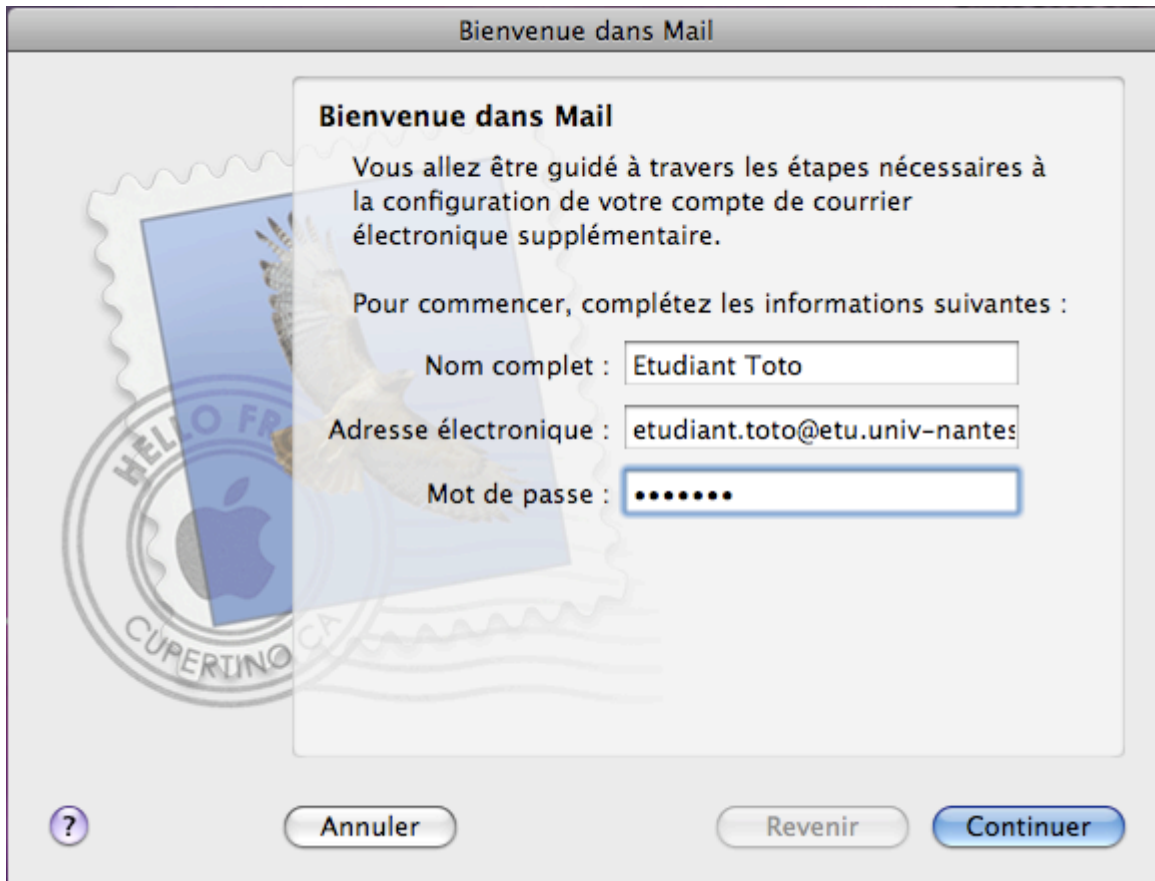 Bienvenue dans Mail
Bienvenue dans Mail
Vous allez être guidé à travers les étapes nécessaires à
la configuration de votre compte de courrier
électronique supplémentaire.
Pour commencer, complétez les informations suivantes :
Nom complet : Etudiant Toto
Adresse électronique : etudiant.toto@etu.univ-nantes
Mot de passe : •••••••
HELLO FR
CUPERTINO CA
? Annuler Revenir Continuer